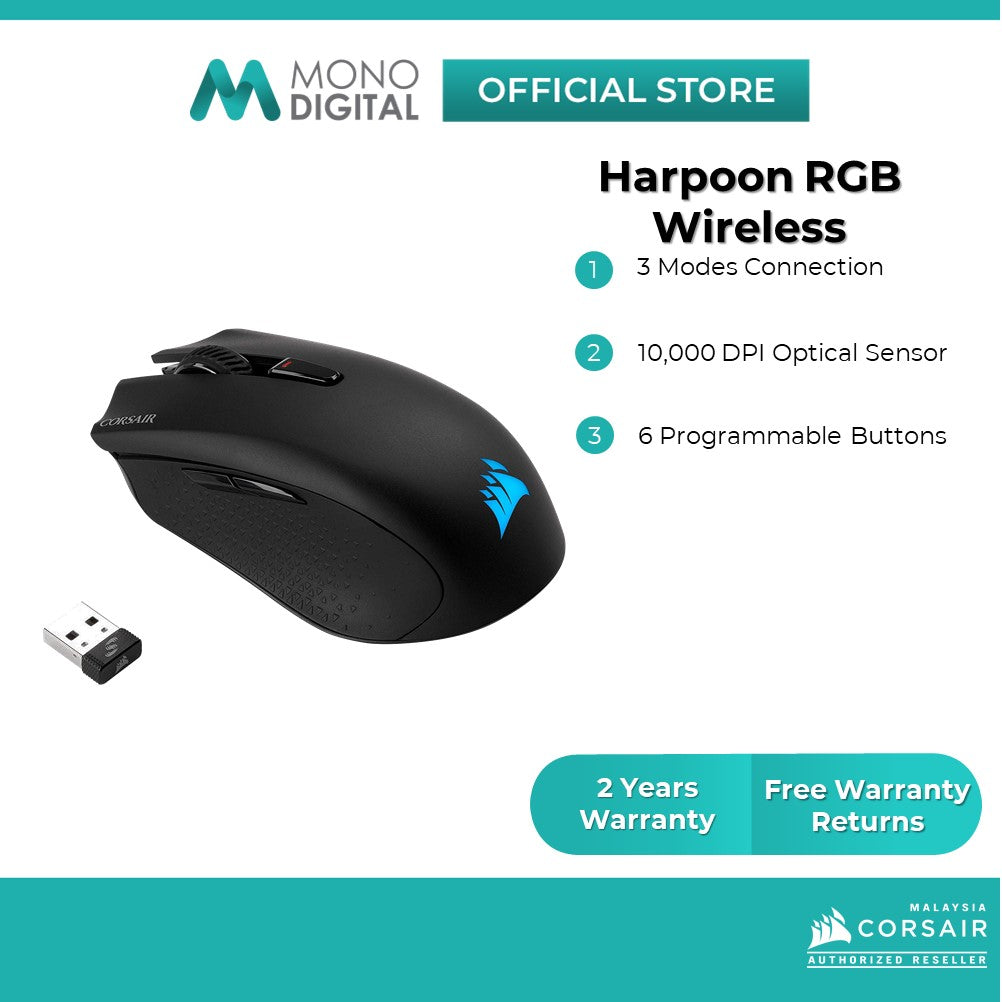 MONO
DIGITAL
OFFICIAL STORE
Harpoon RGB
Wireless
1
3 Modes Connection
2
10,000 DPI Optical Sensor
3
6 Programmable Buttons
CORSAIR
2 Years
Warranty
Free Warranty
Returns
MALAYSIA
CORSAIR
AUTHORIZED RESELLER